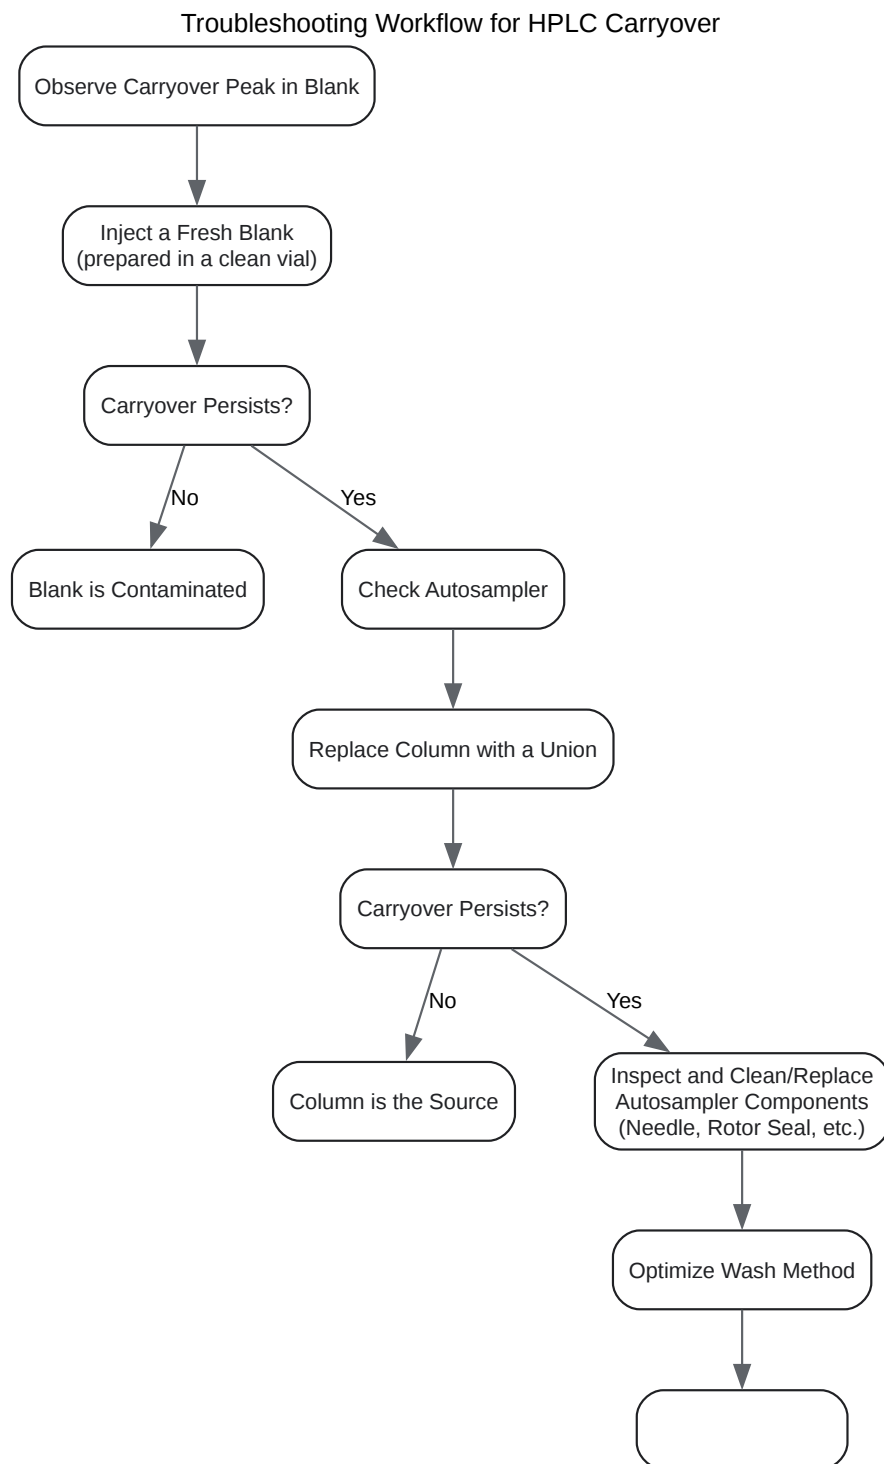 Troubleshooting Workflow for HPLC Carryover
Observe Carryover Peak in Blank
Inject a Fresh Blank
(prepared in a clean vial)
Carryover Persists?
No
Yes
Blank is Contaminated
Check Autosampler
Replace Column with a Union
Carryover Persists?
No
Yes
Column is the Source
Inspect and Clean/Replace
Autosampler Components
(Needle, Rotor Seal, etc.)
Optimize Wash Method